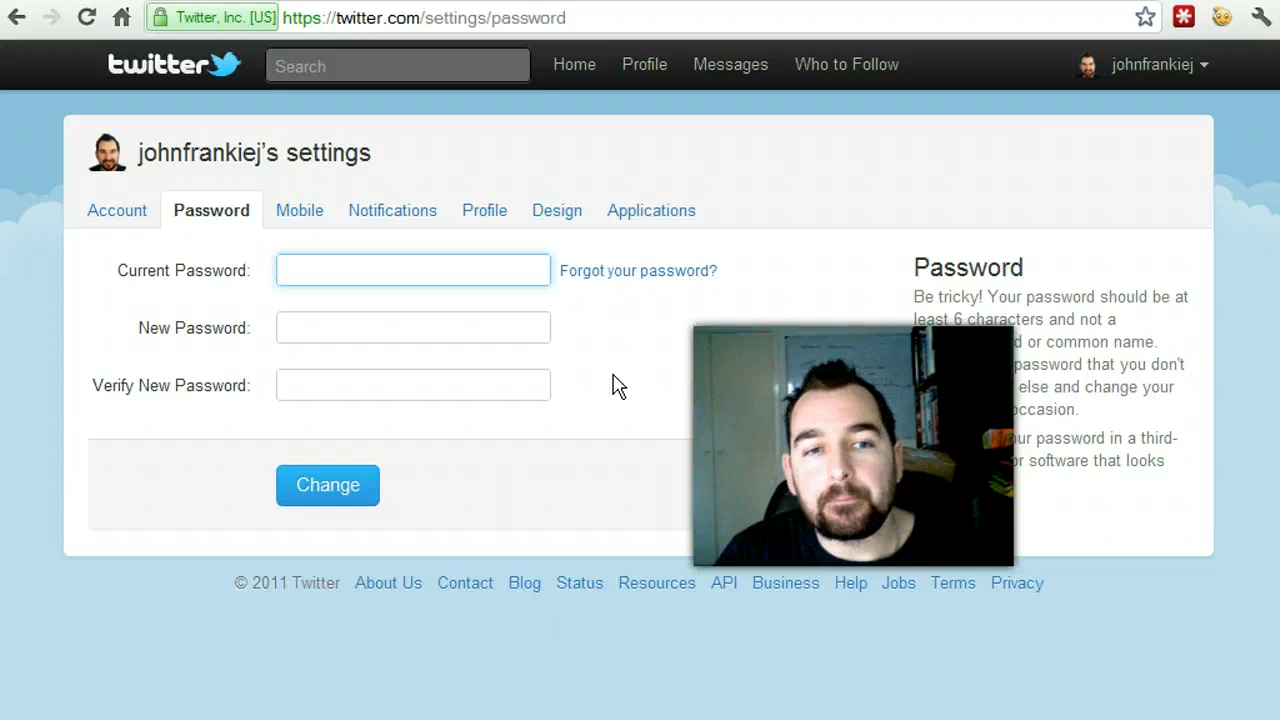 Twitter, Inc. [US] https://twitter.com/settings/password
twitter Search Home Profile Messages Who to Follow johnfrankiej
johnfrankiej's settings
Account Password Mobile Notifications Profile Design Applications
Current Password: Forgot your password?
New Password:
Verify New Password:
Change
Password
Be tricky! Your password should be at
least 6 characters and not a
or common name.
password that you don't
else and change your
occasion.
your password in a third-
or software that looks
© 2011 Twitter About Us Contact Blog Status Resources API Business Help Jobs Terms Privacy